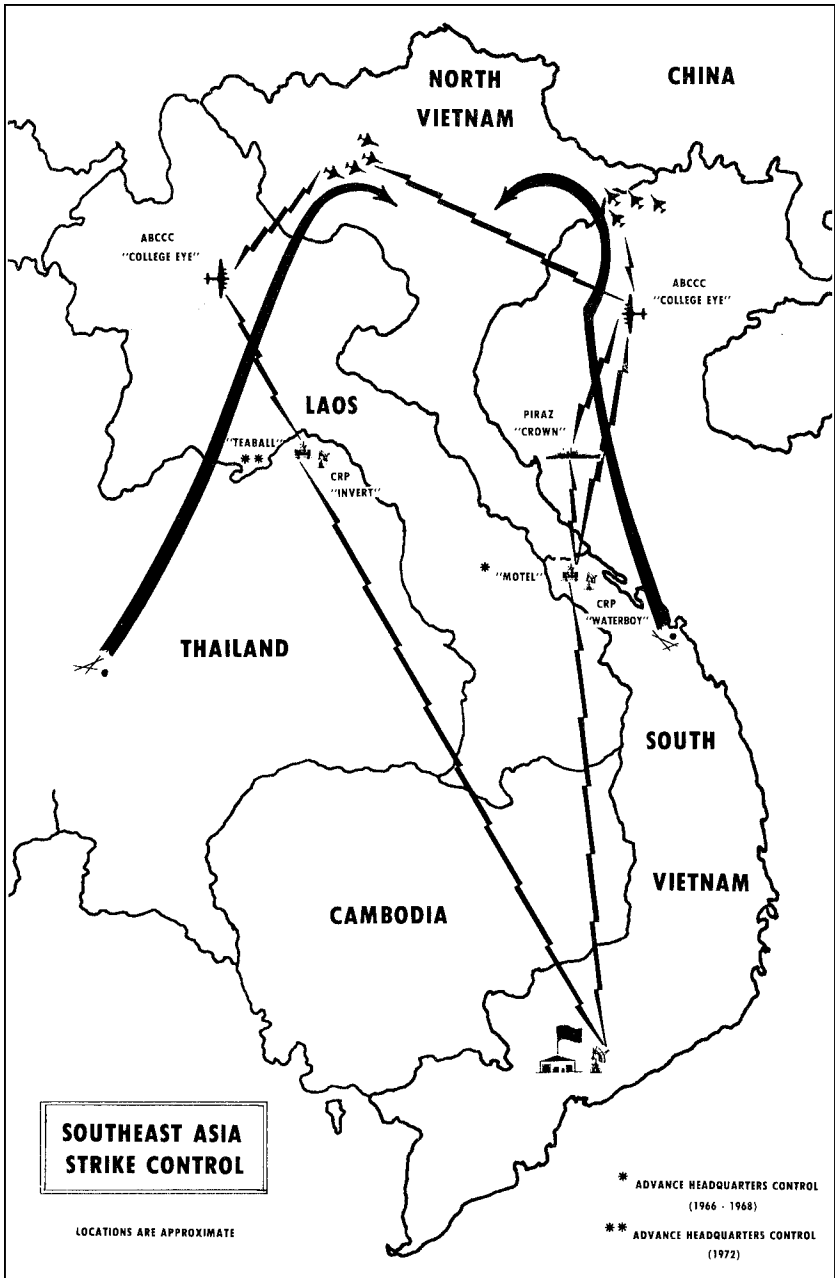 NORTH
VIETNAM
CHINA
ABCCC
"COLLEGE EYE"
ABCCC
"COLLEGE EYE"
LAOS
PIRAZ
"CROWN"
"TEABALL"
**
CRP
"INVERT"
* "MOTEL"
CRP
"WATERBOY"
THAILAND
SOUTH
VIETNAM
CAMBODIA
SOUTHEAST ASIA
STRIKE CONTROL
LOCATIONS ARE APPROXIMATE
* ADVANCE HEADQUARTERS CONTROL
(1966 - 1968)
** ADVANCE HEADQUARTERS CONTROL
(1972)